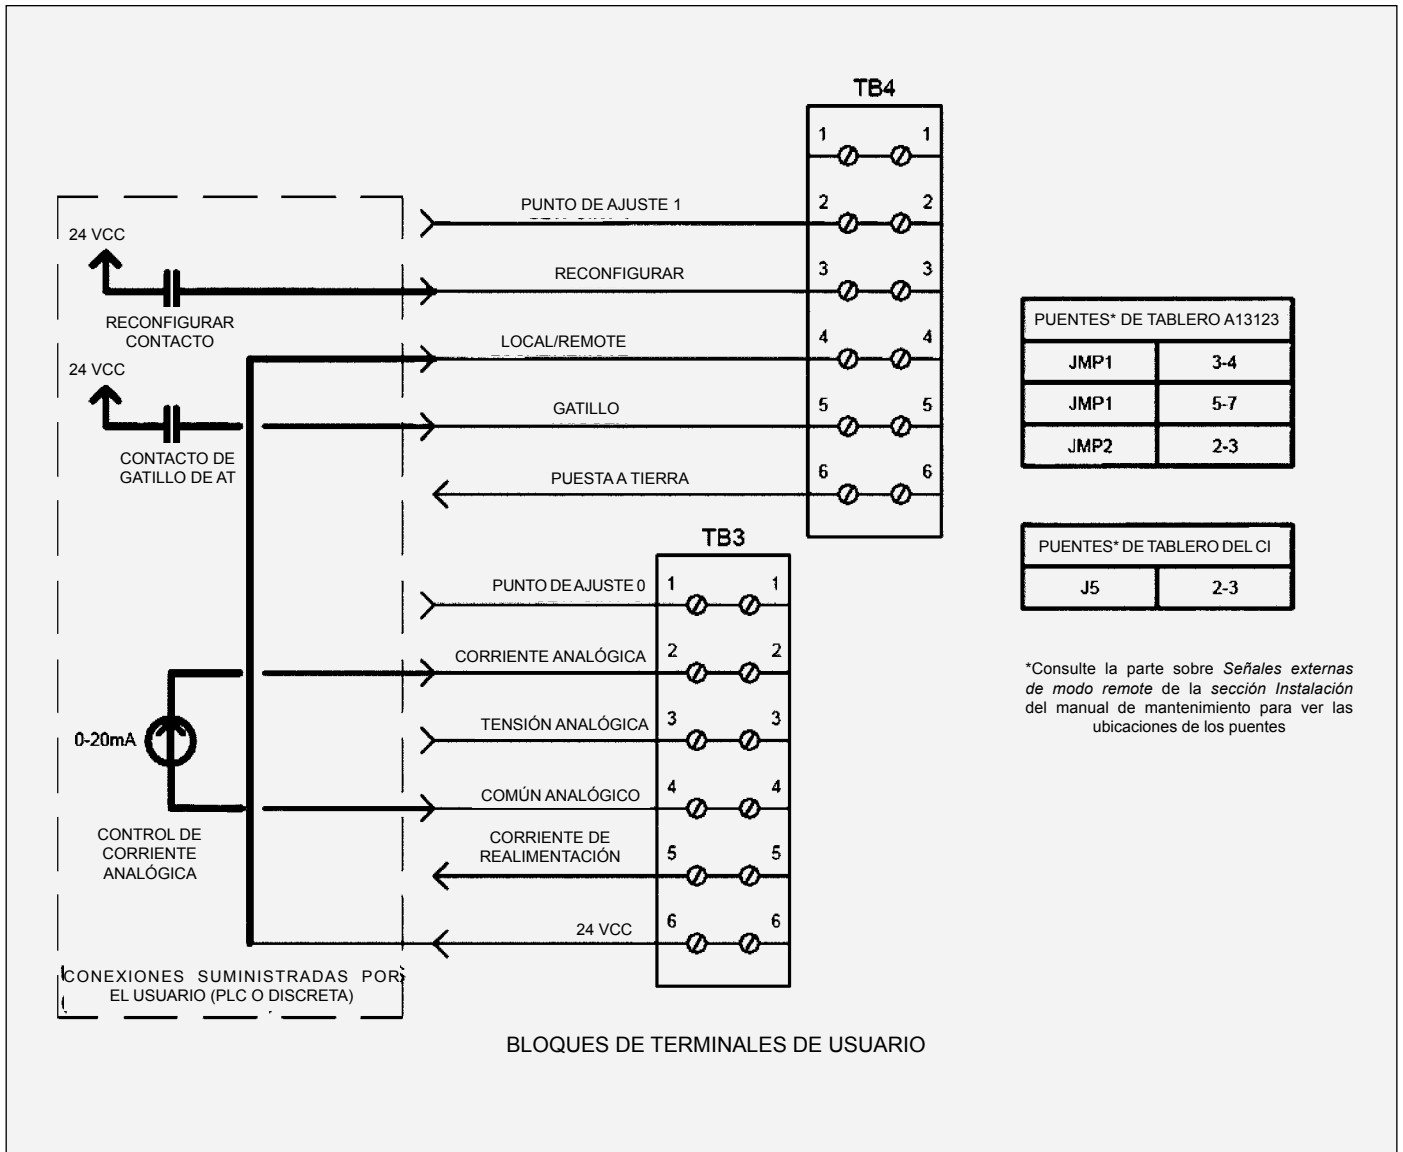 TB4
1 1
PUNTO DE AJUSTE 1
2 2
24 VCC
RECONFIGURAR
3 3
RECONFIGURAR
CONTACTO
LOCAL/REMOTE
4 4
24 VCC
GATILLO
5 5
CONTACTO DE
GATILLO DE AT
PUESTA A TIERRA
6 6
PUENTES* DE TABLERO A13123
JMP1 3-4
JMP1 5-7
JMP2 2-3
PUENTES* DE TABLERO DEL CI
J5 2-3
*Consulte la parte sobre Señales externas
de modo remote de la sección Instalación
del manual de mantenimiento para ver las
ubicaciones de los puentes
TB3
PUNTO DE AJUSTE 0
1 1
CORRIENTE ANALÓGICA
2 2
TENSIÓN ANALÓGICA
3 3
0-20mA
COMÚN ANALÓGICO
4 4
CONTROL DE
CORRIENTE
ANALÓGICA
CORRIENTE DE
REALIMENTACIÓN
5 5
24 VCC
6 6
CONEXIONES SUMINISTRADAS POR
EL USUARIO (PLC O DISCRETA)
BLOQUES DE TERMINALES DE USUARIO